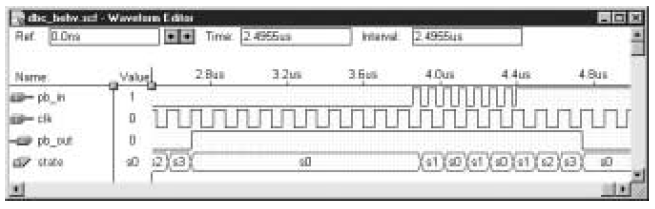 dbc_behv.scf - Waveform Editor
Ref: 0.0ns Time: 2.4955us Interval: 2.4955us
Name: Value: 2.8us 3.2us 3.6us 4.0us 4.4us 4.8us
pb_in 1
clk 0
pb_out 0
state s0 s2 s3 s0 s1 s0 s1 s0 s1 s2 s3 s0